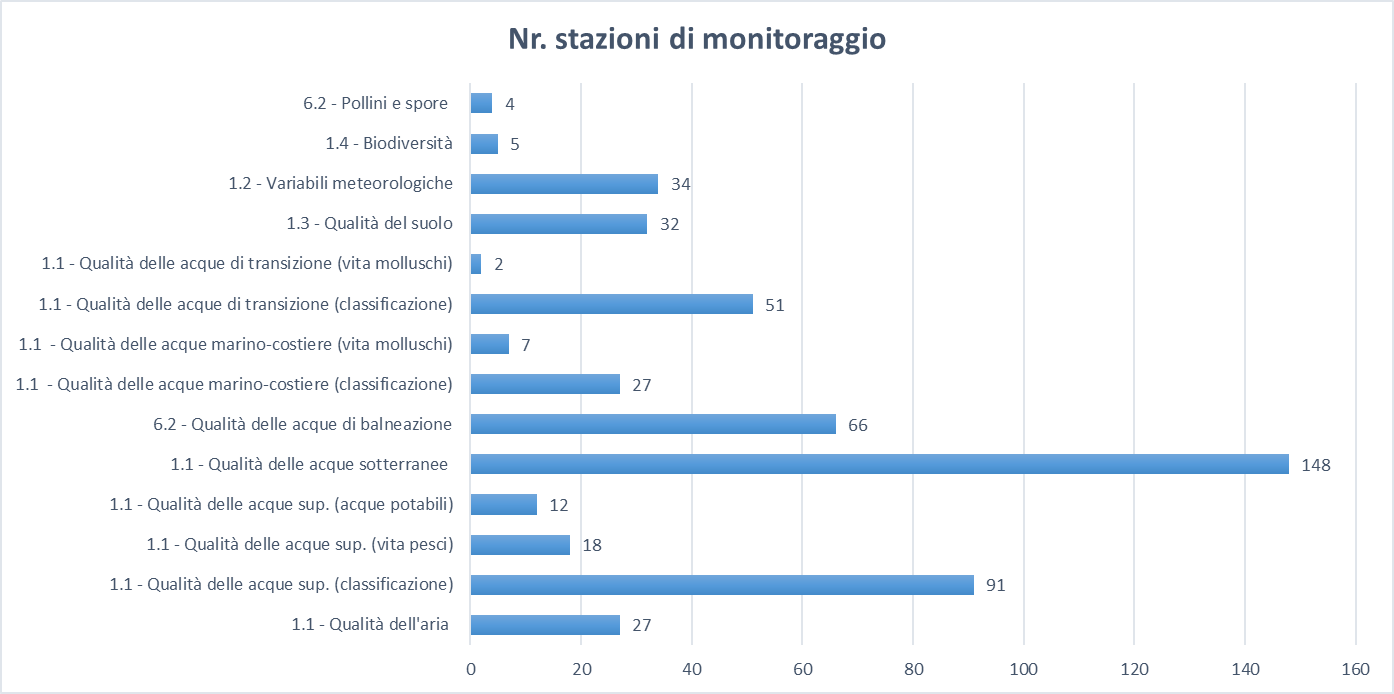 Nr. stazioni di monitoraggio
6.2 - Pollini e spore 4
1.4 - Biodiversità 5
1.2 - Variabili meteorologiche 34
1.3 - Qualità del suolo 32
1.1 - Qualità delle acque di transizione (vita molluschi) 2
1.1 - Qualità delle acque di transizione (classificazione) 51
1.1 - Qualità delle acque marino-costiere (vita molluschi) 7
1.1 - Qualità delle acque marino-costiere (classificazione) 27
6.2 - Qualità delle acque di balneazione 66
1.1 - Qualità delle acque sotterranee 148
1.1 - Qualità delle acque sup. (acque potabili) 12
1.1 - Qualità delle acque sup. (vita pesci) 18
1.1 - Qualità delle acque sup. (classificazione) 91
1.1 - Qualità dell'aria 27
0 20 40 60 80 100 120 140 160